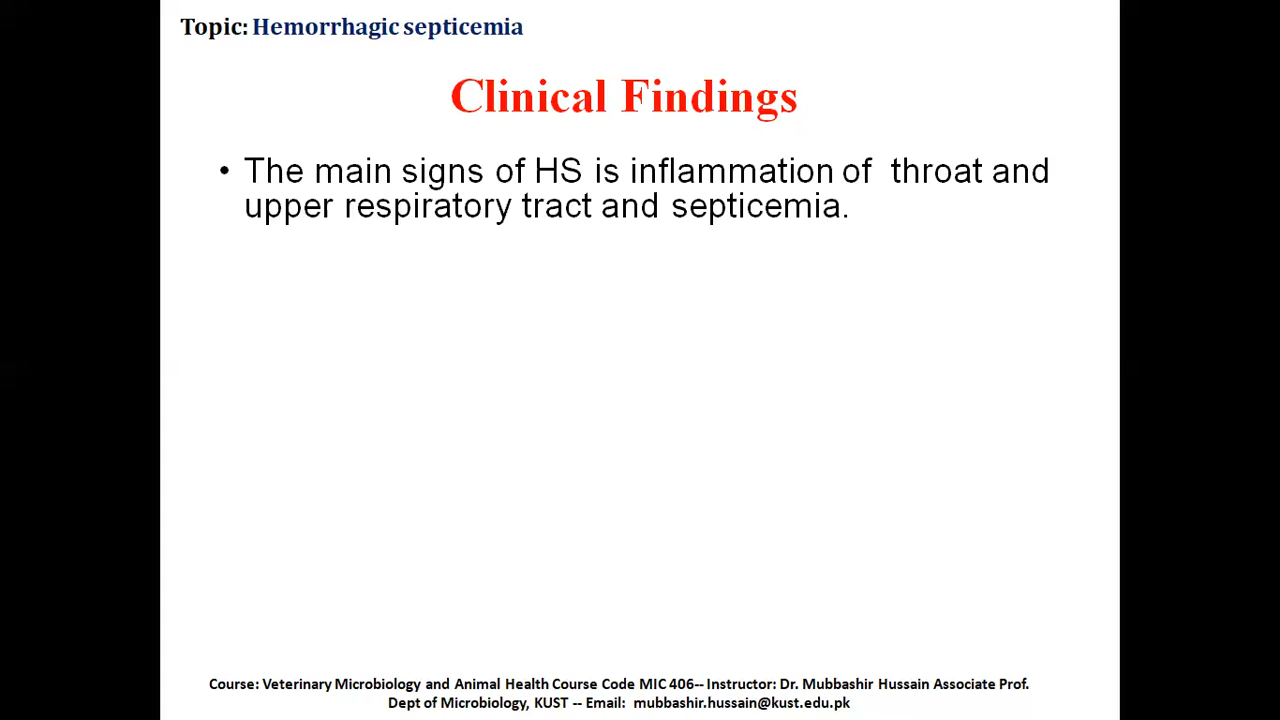 Topic: Hemorrhagic septicemia
Clinical Findings
• The main signs of HS is inflammation of throat and
upper respiratory tract and septicemia.
Course: Veterinary Microbiology and Animal Health Course Code MIC 406-- Instructor: Dr. Mubbashir Hussain Associate Prof.
Dept of Microbiology, KUST -- Email: mubbashir.hussain@kust.edu.pk